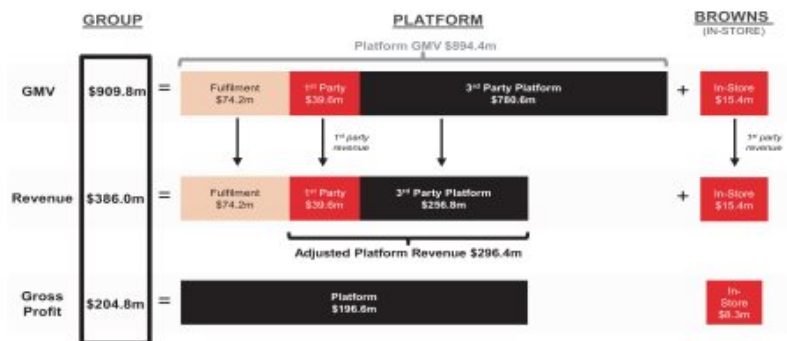 GROUP
PLATFORM
BROWNS
(IN-STORE)
Platform GMV $894.4m
GMV
$909.8m
=
Fulfilment
$74.2m
1st Party
$39.6m
3rd Party Platform
$780.6m
+
In-Store
$15.4m
1st party
revenue
1st party
revenue
Revenue
$386.0m
=
Fulfilment
$74.2m
1st Party
$39.6m
3rd Party Platform
$256.8m
+
In-Store
$15.4m
Adjusted Platform Revenue $296.4m
Gross
Profit
$204.8m
=
Platform
$196.6m
In-
Store
$8.3m